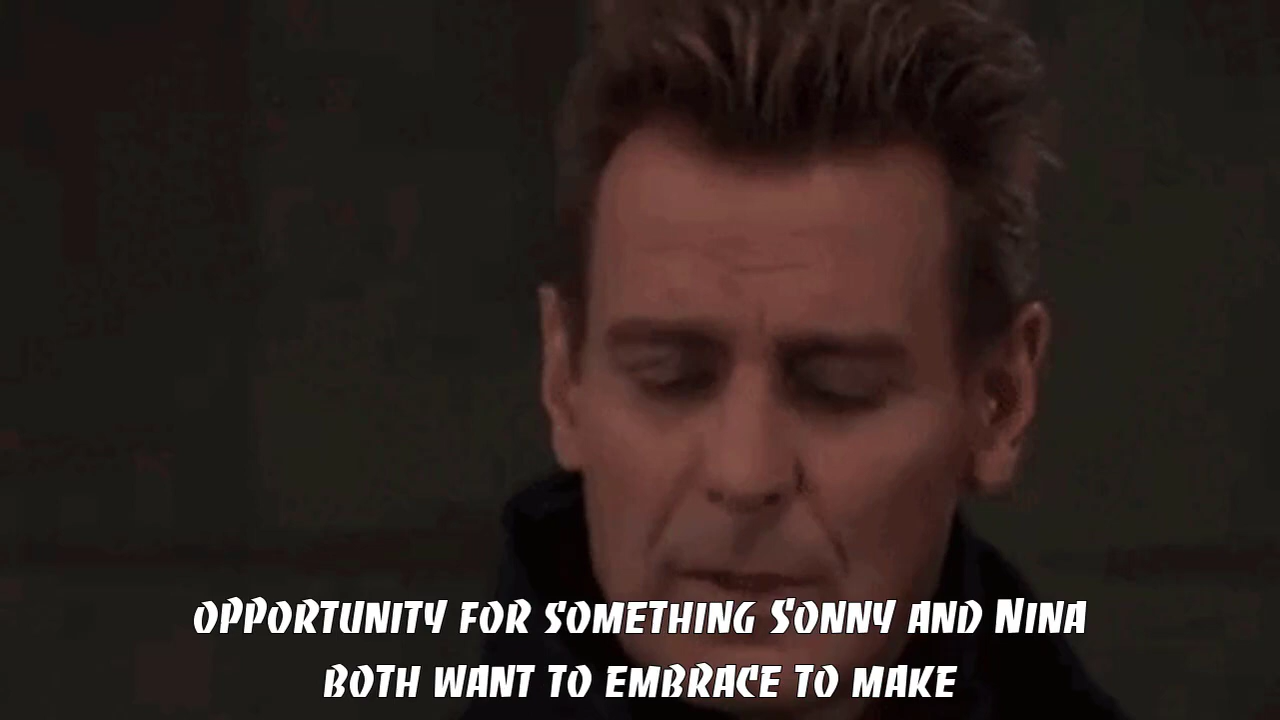 OPPORTUNITY FOR SOMETHING SONNY AND NINA
BOTH WANT TO EMBRACE TO MAKE